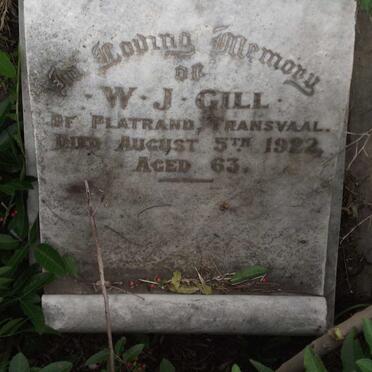 In Loving Memory
of
W. J. GILL.
OF PLATRAND, TRANSVAAL.
DIED AUGUST 5TH 1922,
AGED 63.